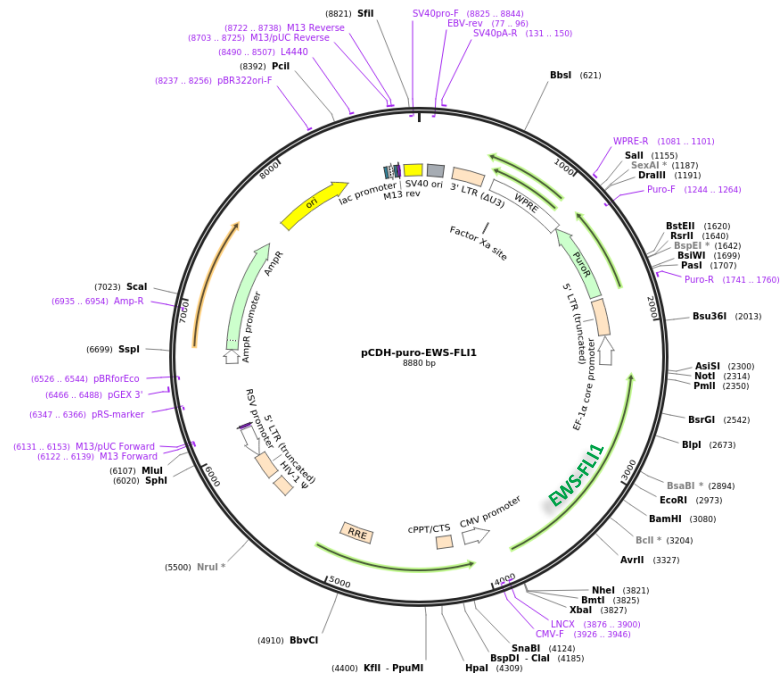 (8821) SfiI
SV40pro-F (8825 .. 8844)
EBV-rev (77 .. 96)
SV40pA-R (131 .. 150)
(8722 .. 8738) M13 Reverse
(8703 .. 8725) M13/pUC Reverse
(8490 .. 8507) L4440
(8392) PciI
(8237 .. 8256) pBR322ori-F
BbsI (621)
WPRE-R (1081 .. 1101)
SalI (1155)
SexAI * (1187)
DraIII (1191)
Puro-F (1244 .. 1264)
BstEII (1620)
RsrII (1640)
BspEI * (1642)
BsiWI (1699)
PasI (1707)
Puro-R (1741 .. 1760)
Bsu36I (2013)
AsiSI (2300)
NotI (2314)
PmlI (2350)
BsrGI (2542)
BlpI (2673)
BsaBI * (2894)
EcoRI (2973)
BamHI (3080)
BclI * (3204)
AvrII (3327)
NheI (3821)
BmtI (3825)
XbaI (3827)
LNCX (3876 .. 3900)
CMV-F (3926 .. 3946)
SnaBI (4124)
BspDI - ClaI (4185)
HpaI (4309)
(4400) KflI - PpuMI
(4910) BbvCI
(5500) NruI *
(6020) SphI
(6107) MluI
(6122 .. 6139) M13 Forward
(6131 .. 6153) M13/pUC Forward
(6347 .. 6366) pRS-marker
(6466 .. 6488) pGEX 3'
(6526 .. 6544) pBRforEco
(6699) SspI
(6935 .. 6954) Amp-R
(7023) ScaI
1000
2000
3000
4000
5000
6000
7000
8000
ori
lac promoter
M13 rev
SV40 ori
3' LTR (ΔU3)
WPRE
Factor Xa site
PuroR
5' LTR (truncated)
EF-1α core promoter
EWS-FLI1
CMV promoter
cPPT/CTS
RRE
HIV-1 Ψ
5' LTR (truncated)
RSV promoter
AmpR promoter
AmpR
pCDH-puro-EWS-FLI1
8880 bp